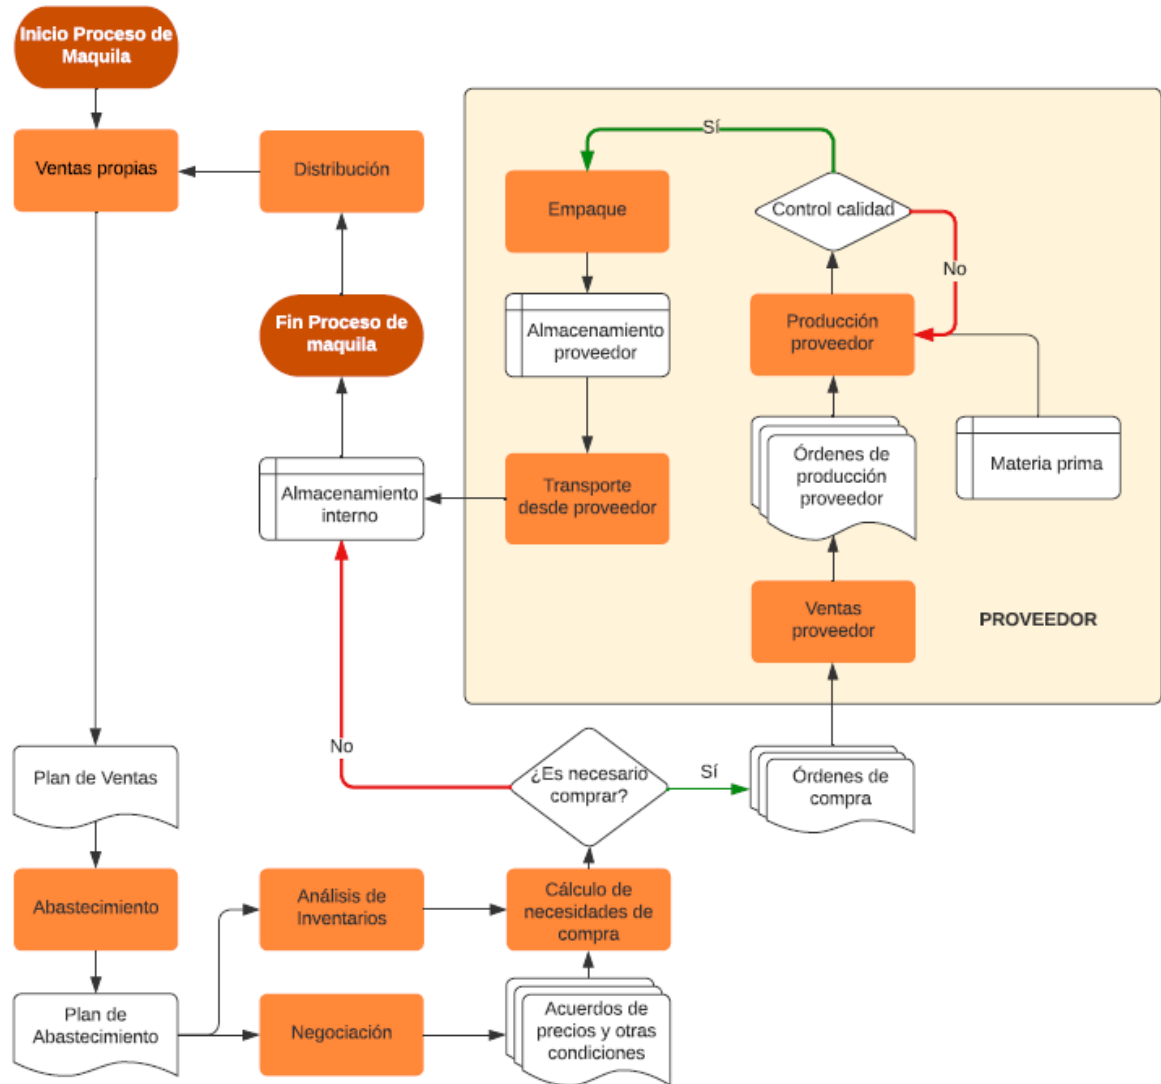 Inicio Proceso de
Maquila
Ventas propias
Distribución
Fin Proceso de
maquila
Almacenamiento
interno
Sí
Empaque
Almacenamiento
proveedor
Transporte
desde proveedor
Control calidad
No
Producción
proveedor
Órdenes de
producción
proveedor
Materia prima
Ventas
proveedor
PROVEEDOR
No
¿Es necesario
comprar?
Sí
Órdenes de
compra
Plan de Ventas
Abastecimiento
Análisis de
Inventarios
Cálculo de
necesidades de
compra
Plan de
Abastecimiento
Negociación
Acuerdos de
precios y otras
condiciones